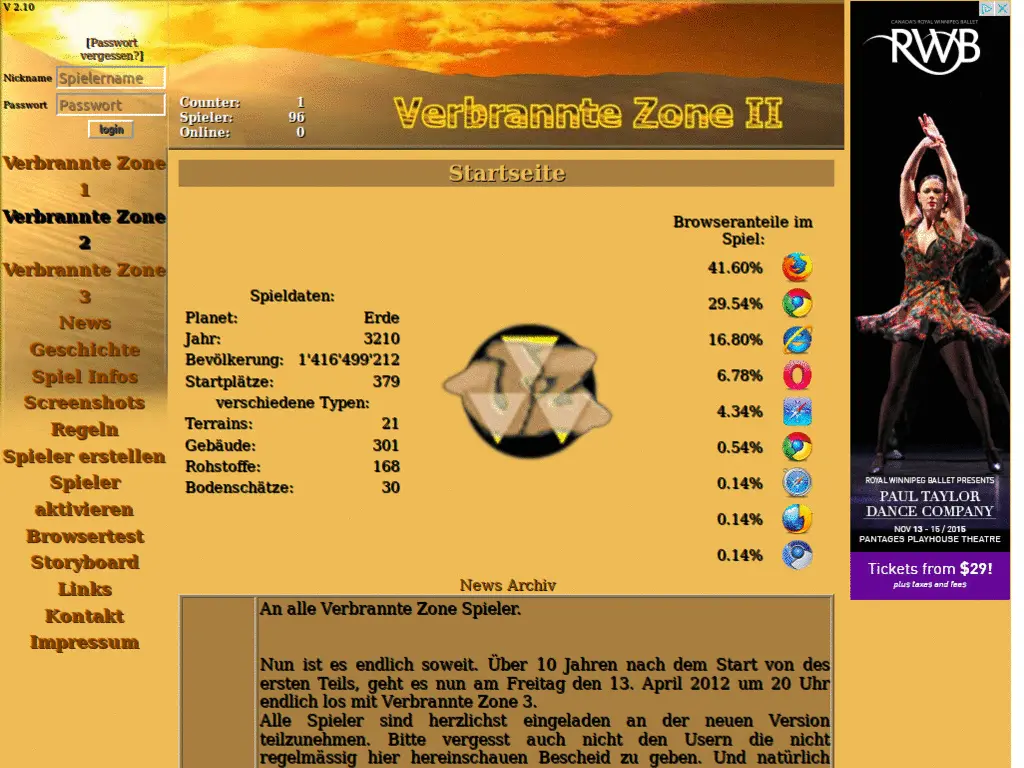 V 2.10
[Passwort
vergessen?]
Nickname Spielername
Passwort Passwort
login
Verbrannte Zone
1
Verbrannte Zone
2
Verbrannte Zone
3
News
Geschichte
Spiel Infos
Screenshots
Regeln
Spieler erstellen
Spieler
aktivieren
Browsertest
Storyboard
Links
Kontakt
Impressum
Counter: 1
Spieler: 96
Online: 0
Verbrannte Zone II
Startseite
Spieldaten:
Planet: Erde
Jahr: 3210
Bevölkerung: 1'416'499'212
Startplätze: 379
verschiedene Typen:
Terrains: 21
Gebäude: 301
Rohstoffe: 168
Bodenschätze: 30
Browseranteile im
Spiel:
41.60%
29.54%
16.80%
6.78%
4.34%
0.54%
0.14%
0.14%
0.14%
News Archiv
An alle Verbrannte Zone Spieler.
Nun ist es endlich soweit. Über 10 Jahren nach dem Start von des
ersten Teils, geht es nun am Freitag den 13. April 2012 um 20 Uhr
endlich los mit Verbrannte Zone 3.
Alle Spieler sind herzlichst eingeladen an der neuen Version
teilzunehmen. Bitte vergesst auch nicht den Usern die nicht
regelmässig hier hereinschauen Bescheid zu geben. Und natürlich
CANADA'S ROYAL WINNIPEG BALLET
RWB
ROYAL WINNIPEG BALLET PRESENTS
PAUL TAYLOR
DANCE COMPANY
NOV 13 - 15 / 2015
PANTAGES PLAYHOUSE THEATRE
Tickets from $29!
plus taxes and fees